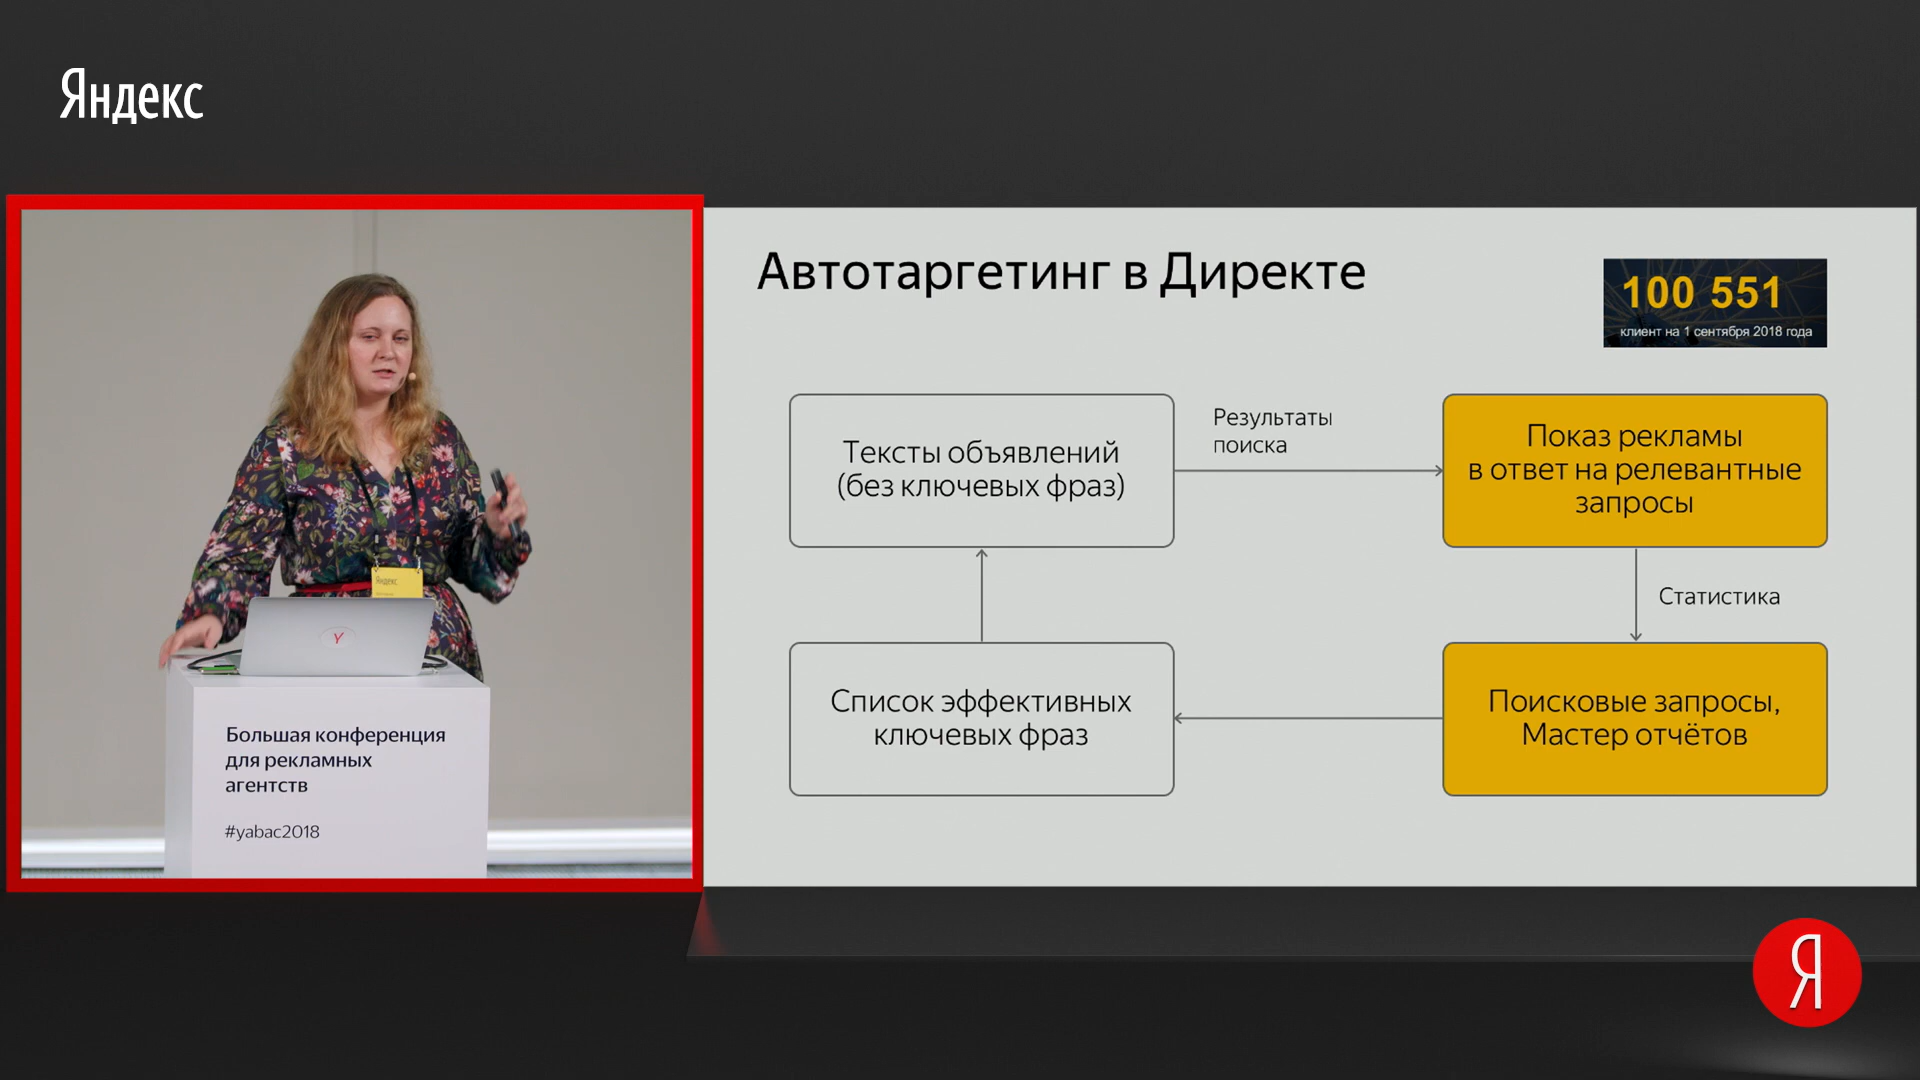 Яндекс
Автотаргетинг в Директе
100 551
клиент на 1 сентября 2018 года
Тексты объявлений
(без ключевых фраз)
Результаты
поиска
Показ рекламы
в ответ на релевантные
запросы
Статистика
Список эффективных
ключевых фраз
Поисковые запросы,
Мастер отчётов
Яндекс
Y
Большая конференция
для рекламных
агентств
#yabac2018
Я